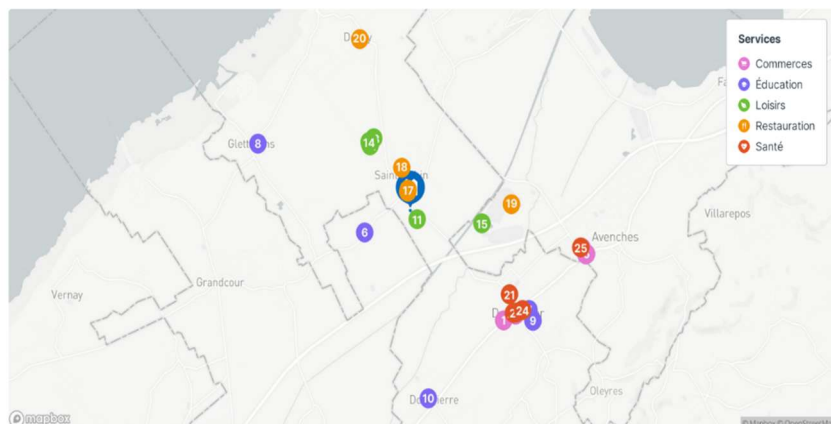 Services
Commerces
Éducation
Loisirs
Restauration
Santé
20
8
14
18
17
19
11
15
6
Avenches
Villarepos
25
Grandcour
Vernay
21
24
1
9
10
Oleyres
mapbox